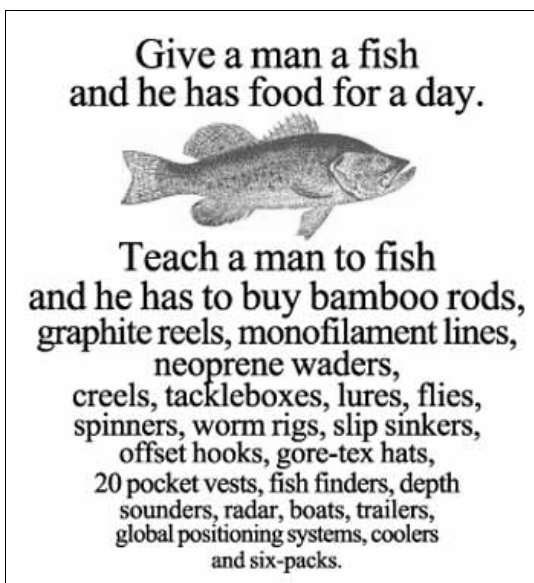 Give a man a fish
and he has food for a day.
Teach a man to fish
and he has to buy bamboo rods,
graphite reels, monofilament lines,
neoprene waders,
creels, tackleboxes, lures, flies,
spinners, worm rigs, slip sinkers,
offset hooks, gore-tex hats,
20 pocket vests, fish finders, depth
sounders, radar, boats, trailers,
global positioning systems, coolers
and six-packs.